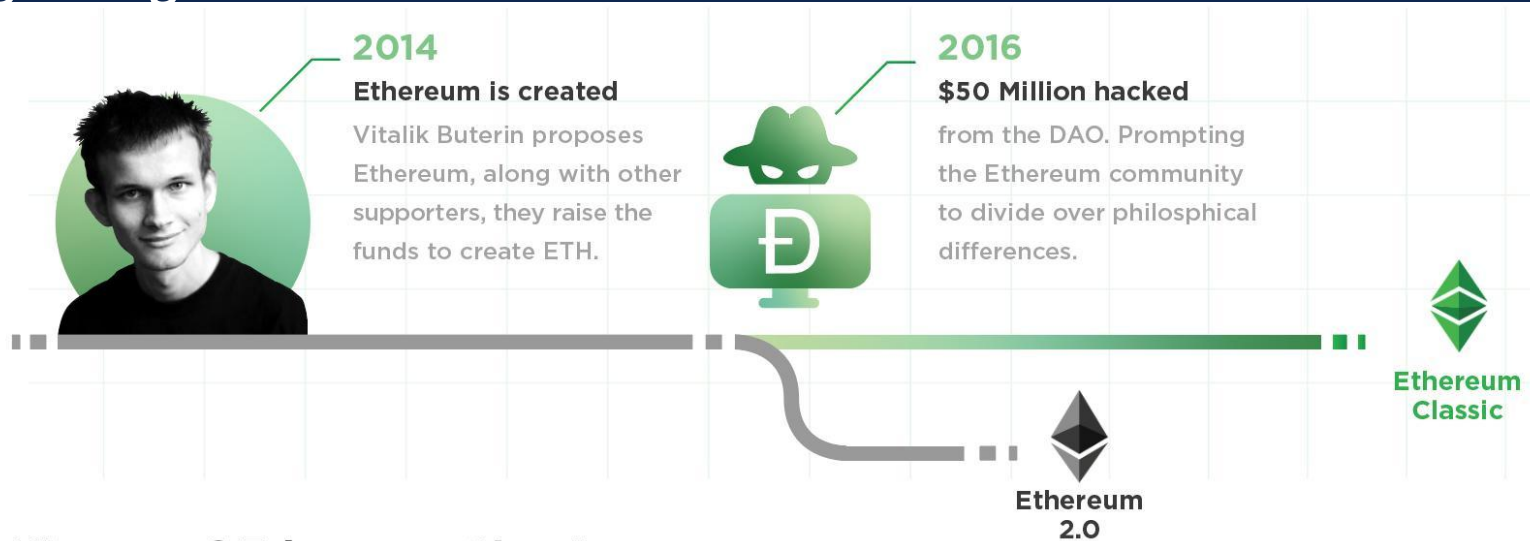 2014
Ethereum is created
Vitalik Buterin proposes
Ethereum, along with other
supporters, they raise the
funds to create ETH.
2016
$50 Million hacked
from the DAO. Prompting
the Ethereum community
to divide over philosphical
differences.
Đ
Ethereum
Classic
Ethereum
2.0